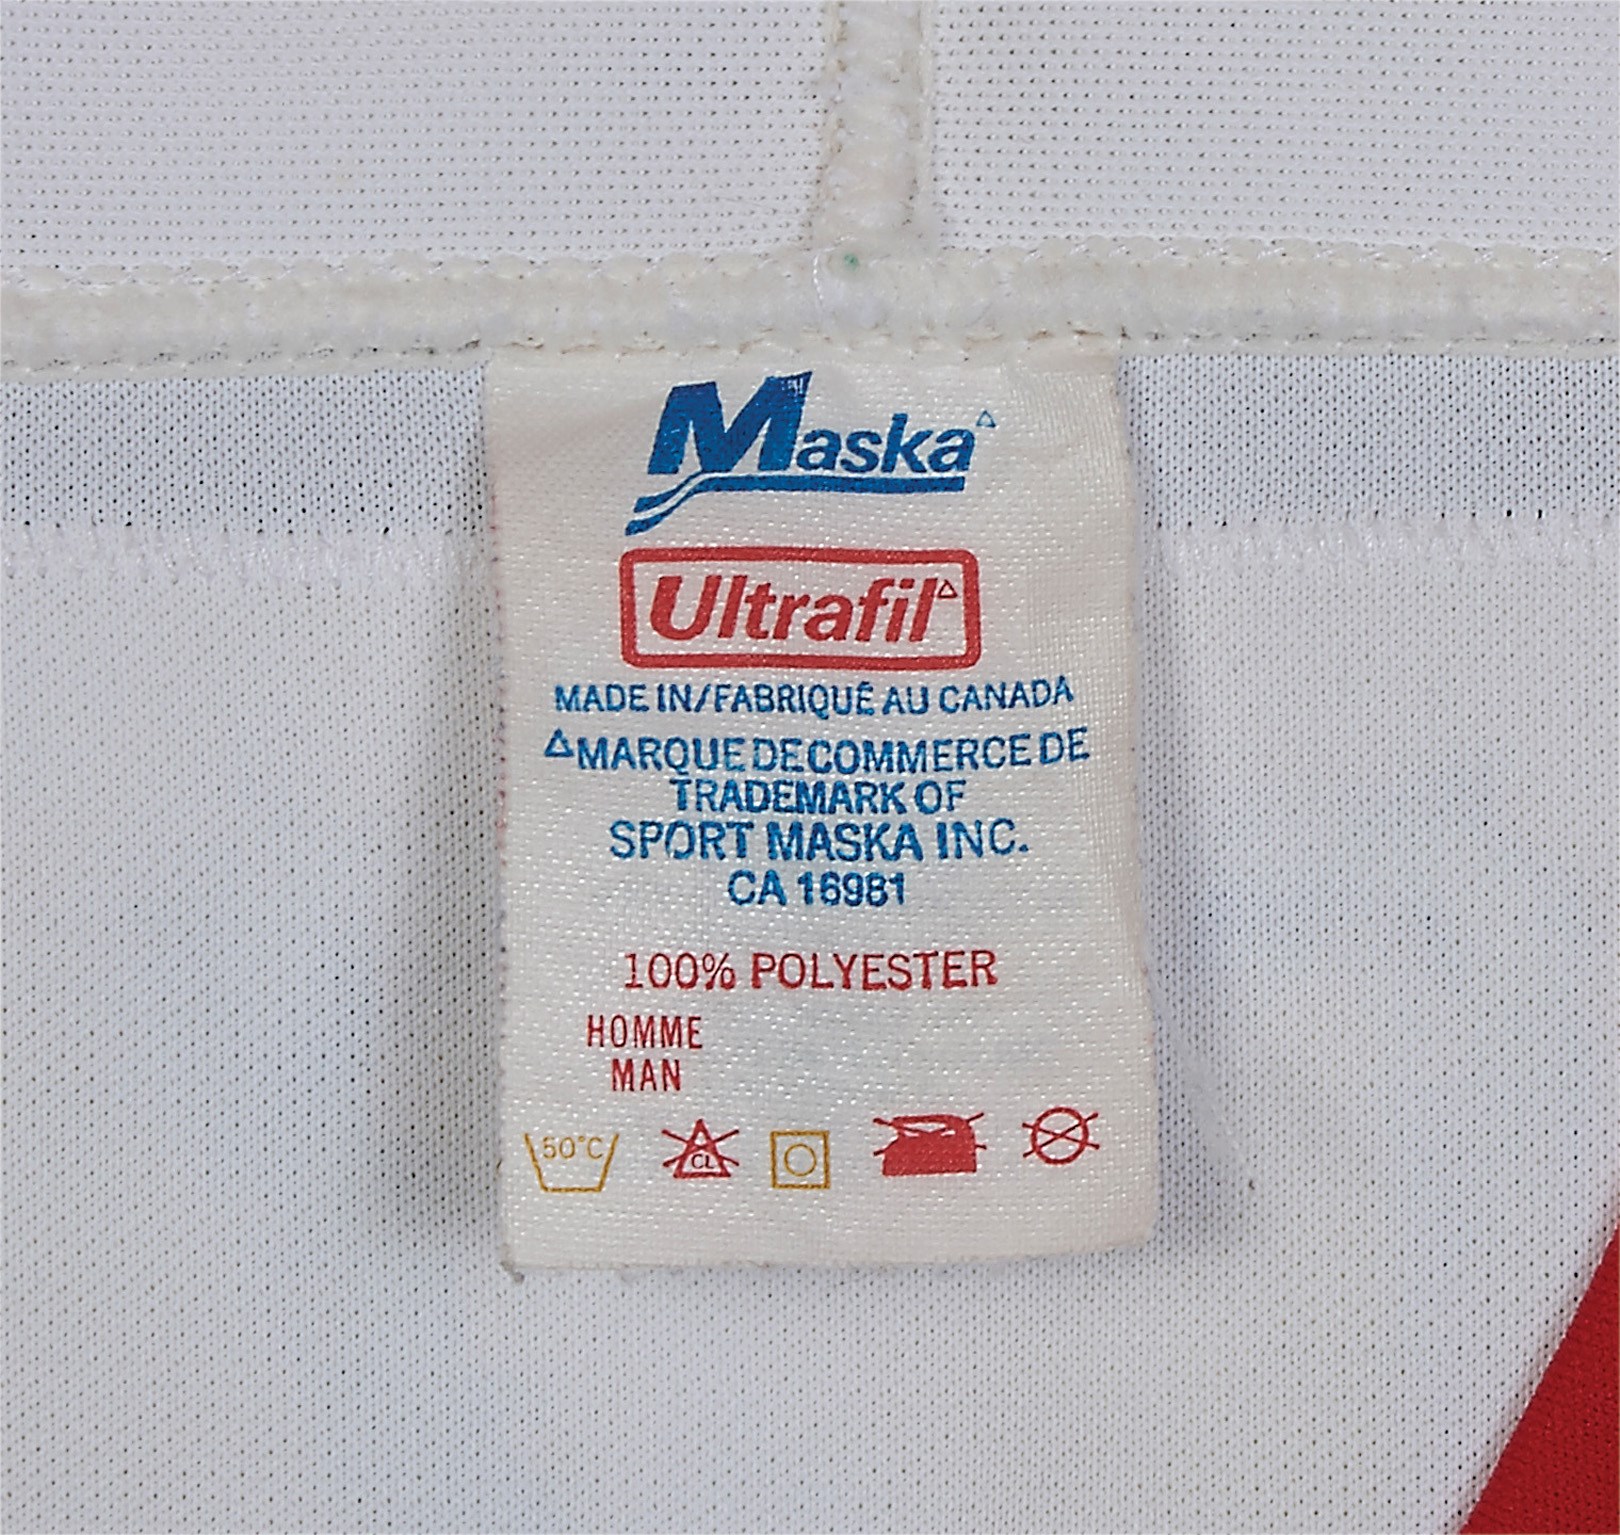 Maska△
Ultrafil△
MADE IN/FABRIQUÉ AU CANADA
△MARQUE DE COMMERCE DE
TRADEMARK OF
SPORT MASKA INC.
CA 16981
100% POLYESTER
HOMME
MAN
50°C CL